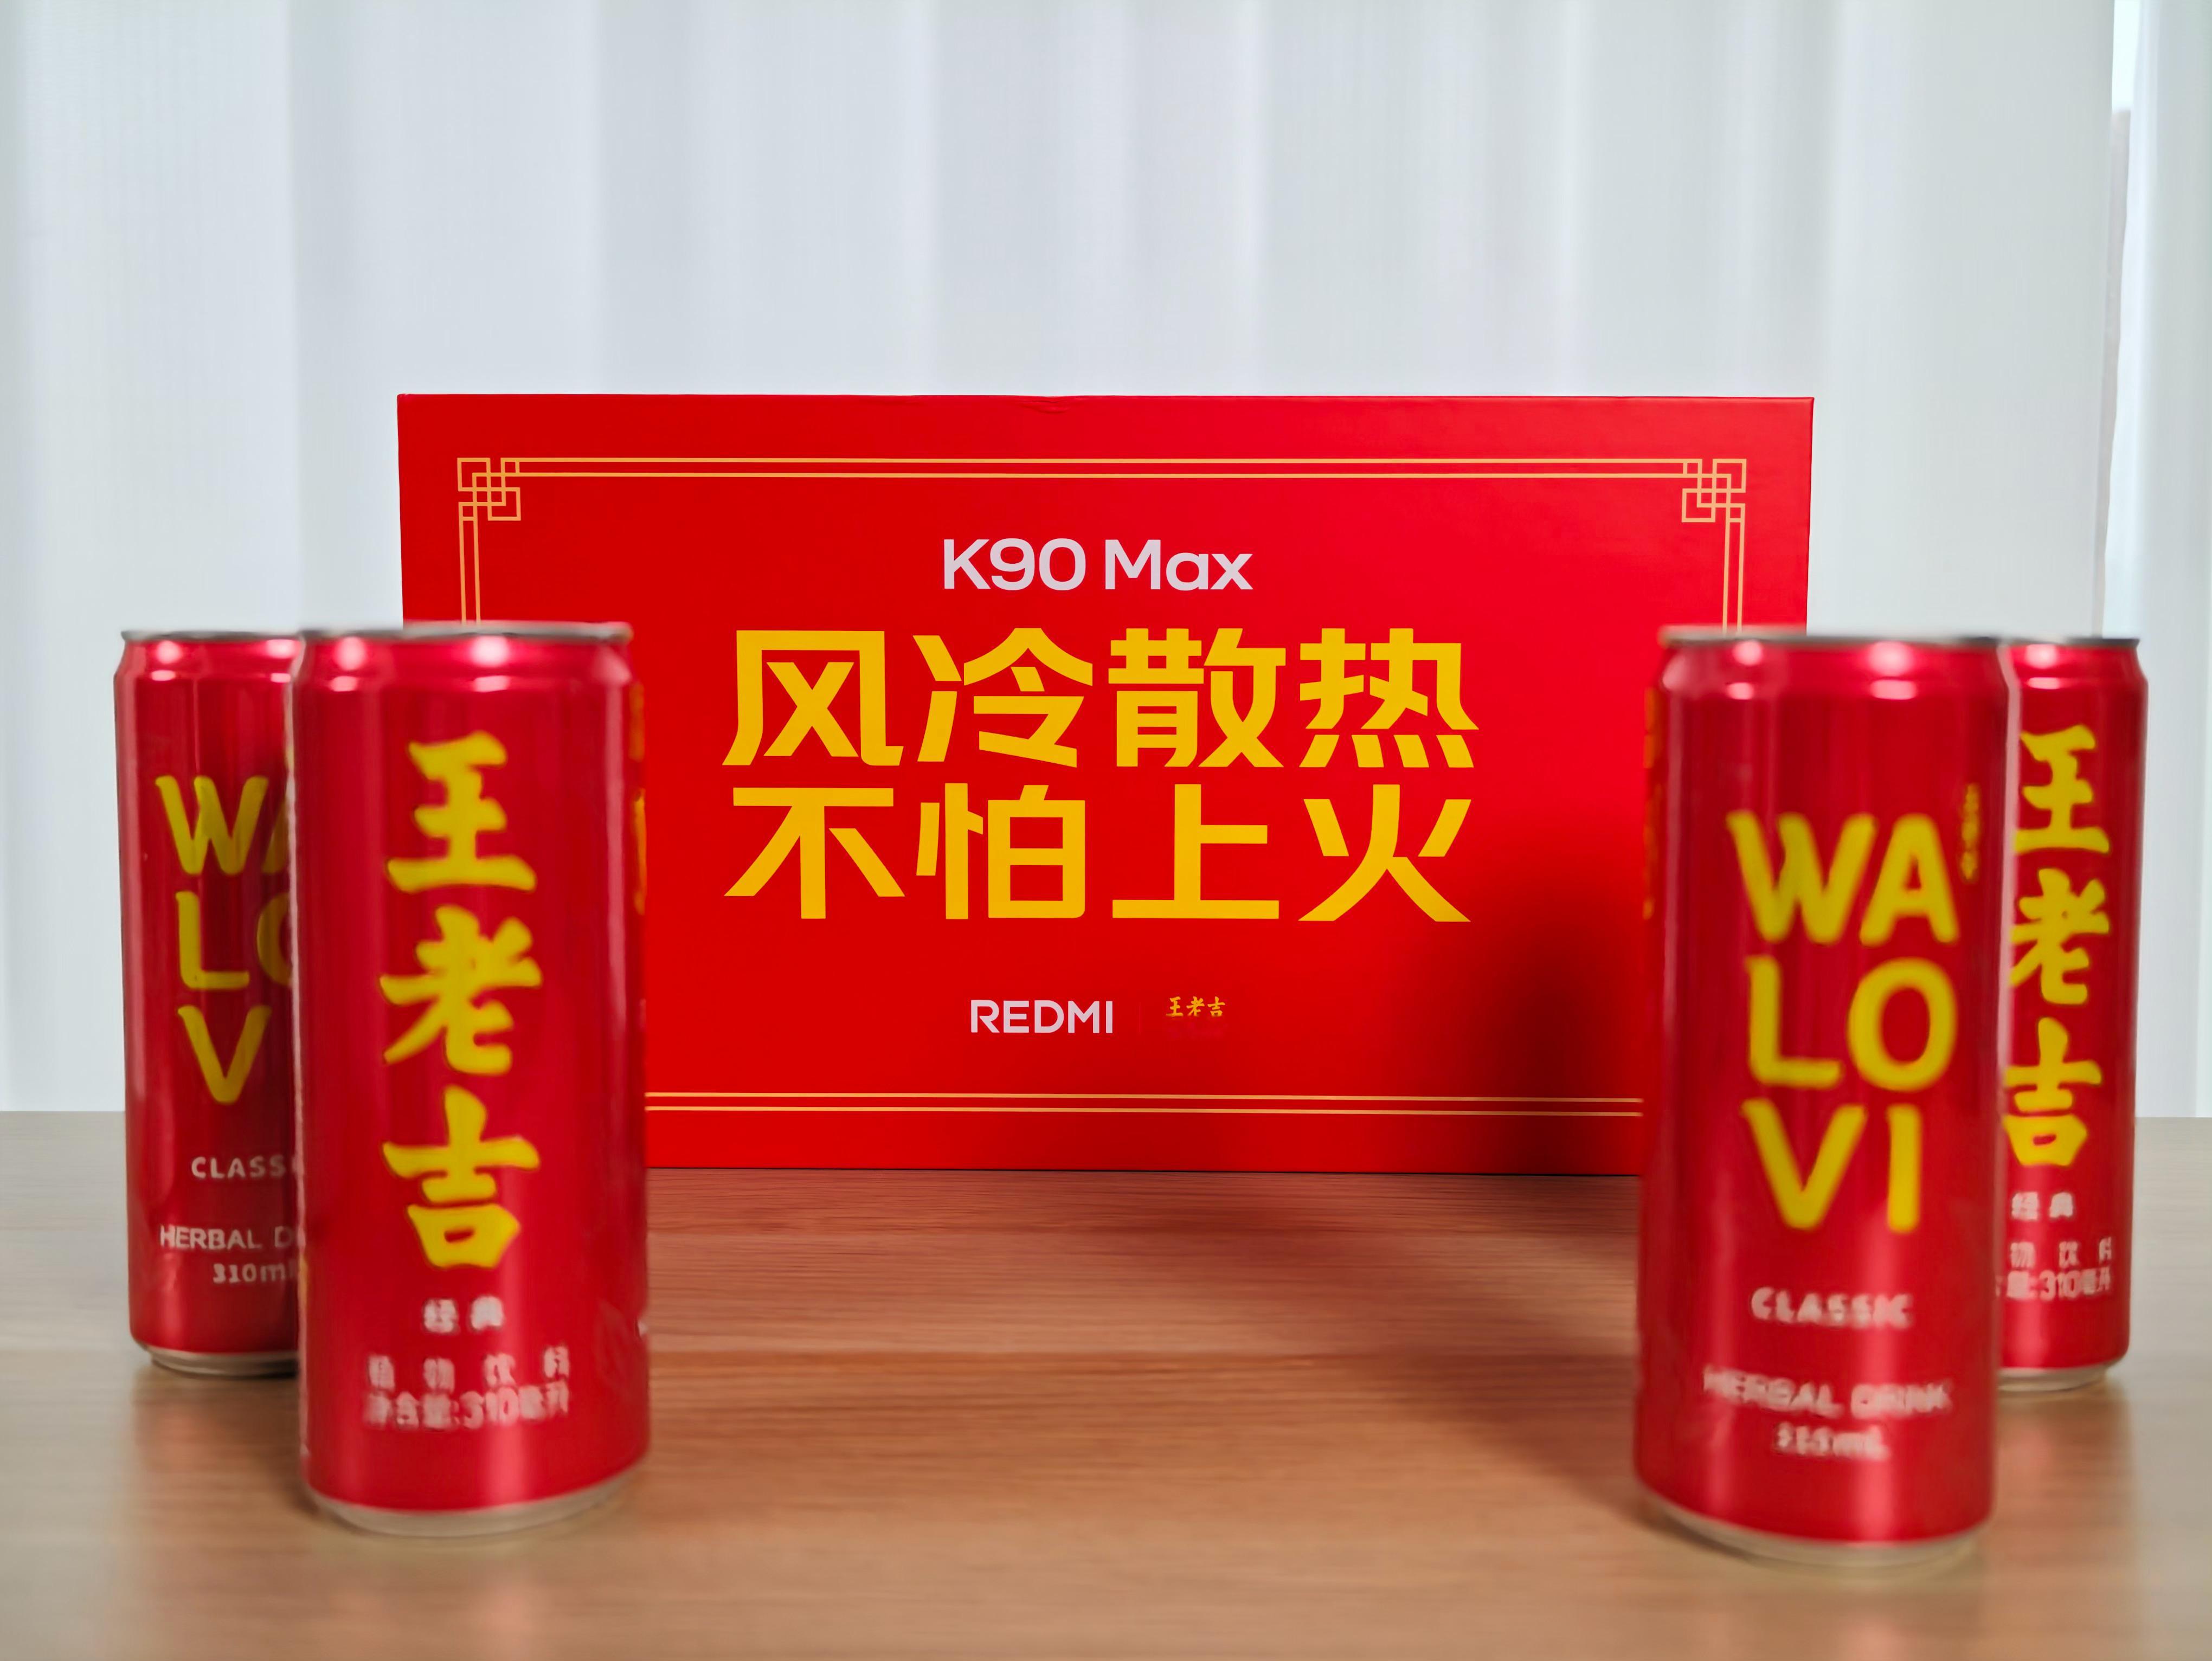 K90 Max
风冷散热
不怕上火
REDMI 王老吉
WA
LO
V
CLASS
HERBAL D
310m
王老吉
经典
植物饮料
净含量:310毫升
WA
LO
VI
CLASSIC
HERBAL DRINK
王老吉
经典
物饮料
量:310毫升